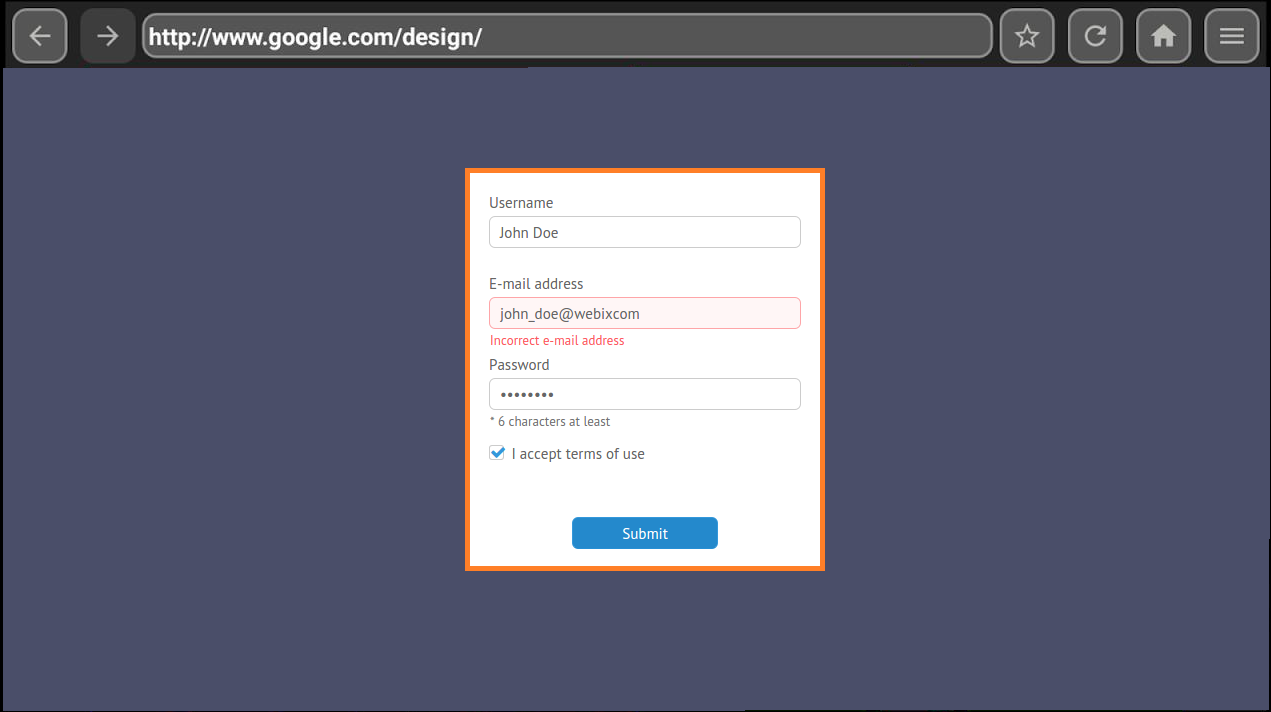 http://www.google.com/design/
Username
John Doe
E-mail address
john_doe@webixcom
Incorrect e-mail address
Password
••••••••
* 6 characters at least
I accept terms of use
Submit